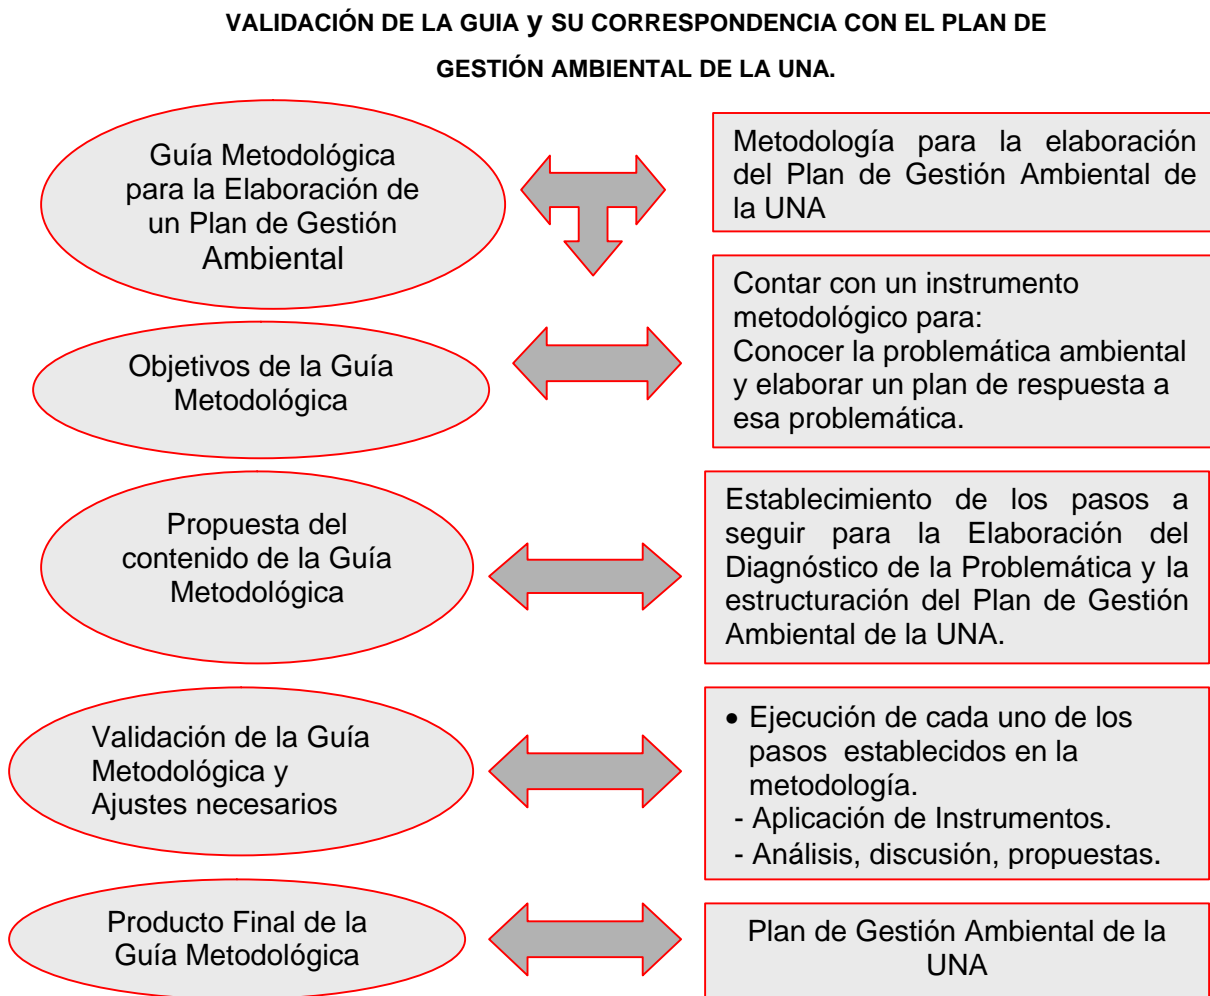 VALIDACIÓN DE LA GUIA y SU CORRESPONDENCIA CON EL PLAN DE
GESTIÓN AMBIENTAL DE LA UNA.
Guía Metodológica
para la Elaboración de
un Plan de Gestión
Ambiental
Metodología para la elaboración
del Plan de Gestión Ambiental de
la UNA
Objetivos de la Guía
Metodológica
Contar con un instrumento
metodológico para:
Conocer la problemática ambiental
y elaborar un plan de respuesta a
esa problemática.
Propuesta del
contenido de la Guía
Metodológica
Establecimiento de los pasos a
seguir para la Elaboración del
Diagnóstico de la Problemática y la
estructuración del Plan de Gestión
Ambiental de la UNA.
Validación de la Guía
Metodológica y
Ajustes necesarios
• Ejecución de cada uno de los
pasos establecidos en la
metodología.
- Aplicación de Instrumentos.
- Análisis, discusión, propuestas.
Producto Final de la
Guía Metodológica
Plan de Gestión Ambiental de la
UNA